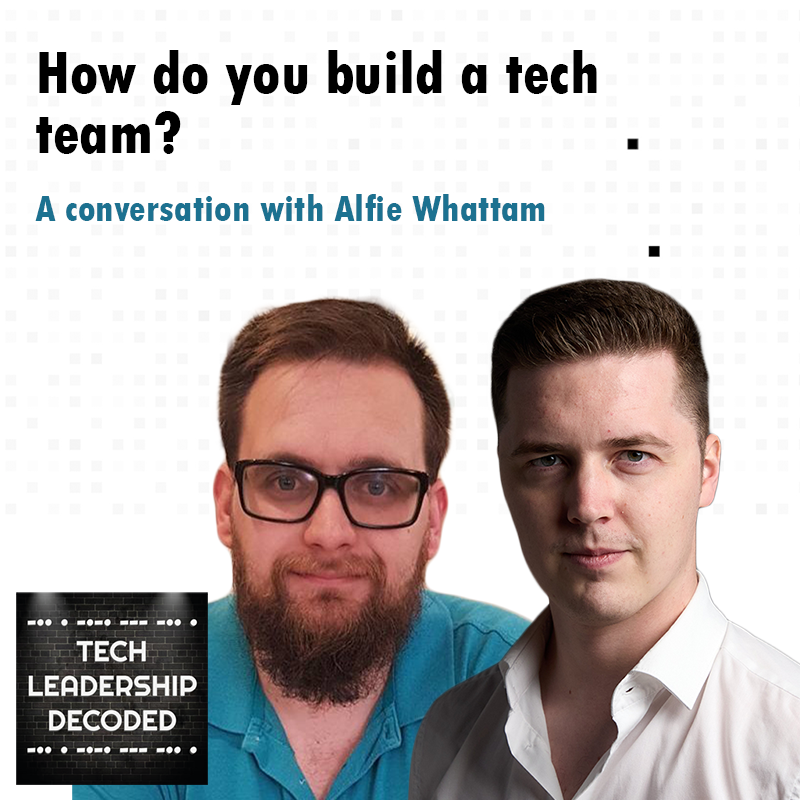 How do you build a tech
team?
A conversation with Alfie Whattam
TECH
LEADERSHIP
DECODED